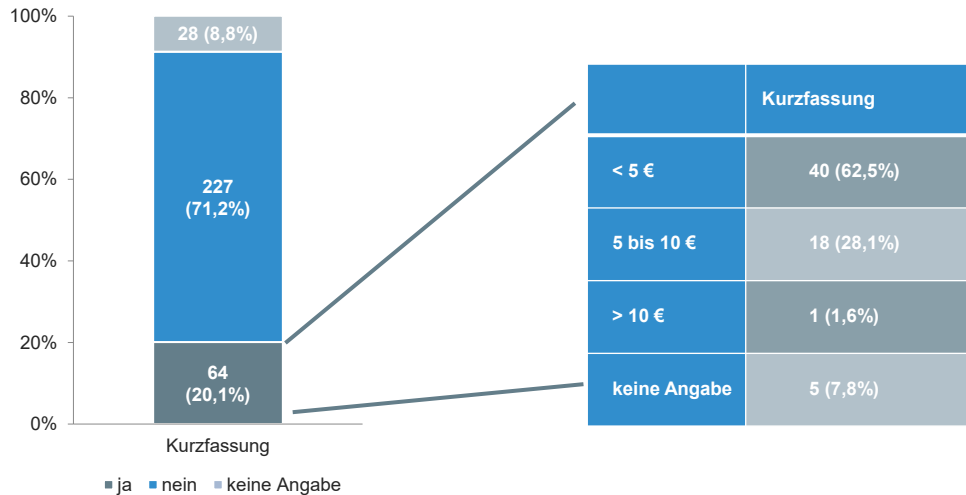 100%
80%
60%
40%
20%
0%
28 (8,8%)
227
(71,2%)
64
(20,1%)
Kurzfassung
ja nein keine Angabe
Kurzfassung
< 5 € 40 (62,5%)
5 bis 10 € 18 (28,1%)
> 10 € 1 (1,6%)
keine Angabe 5 (7,8%)